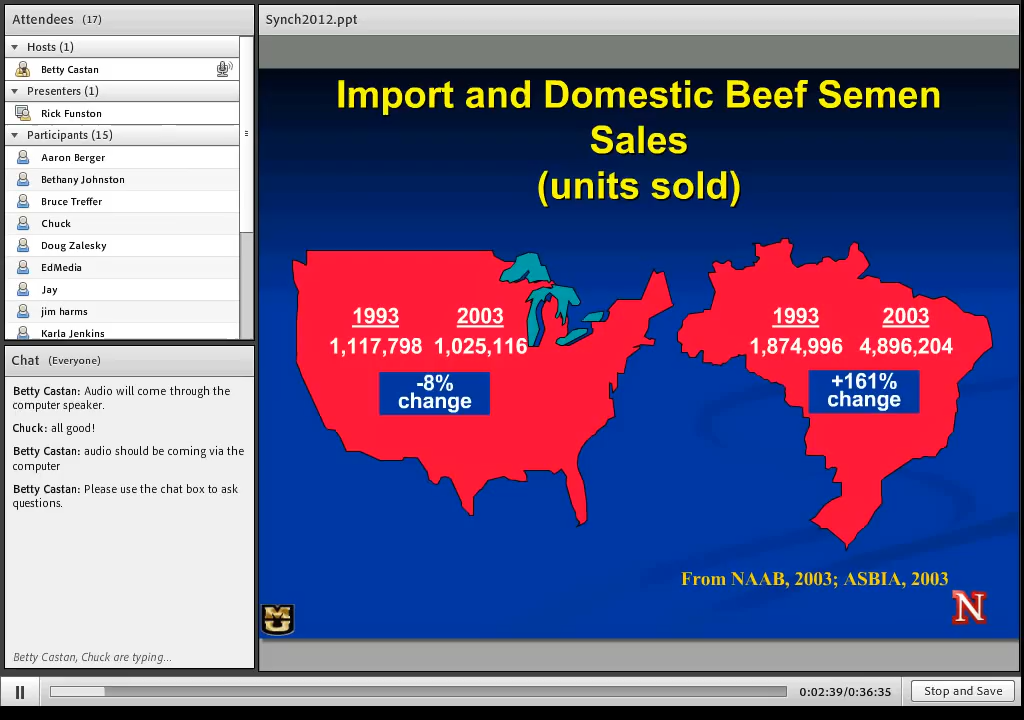 Attendees (17)
Hosts (1)
Betty Castan
Presenters (1)
Rick Funston
Participants (15)
Aaron Berger
Bethany Johnston
Bruce Treffer
Chuck
Doug Zalesky
EdMedia
Jay
jim harms
Karla Jenkins
Chat (Everyone)
Betty Castan: Audio will come through the
computer speaker.
Chuck: all good!
Betty Castan: audio should be coming via the
computer
Betty Castan: Please use the chat box to ask
questions.
Betty Castan, Chuck are typing...
Synch2012.ppt
Import and Domestic Beef Semen
Sales
(units sold)
1993 2003
1,117,798 1,025,116
-8%
change
1993 2003
1,874,996 4,896,204
+161%
change
From NAAB, 2003; ASBIA, 2003
MU
N
0:02:39/0:36:35
Stop and Save